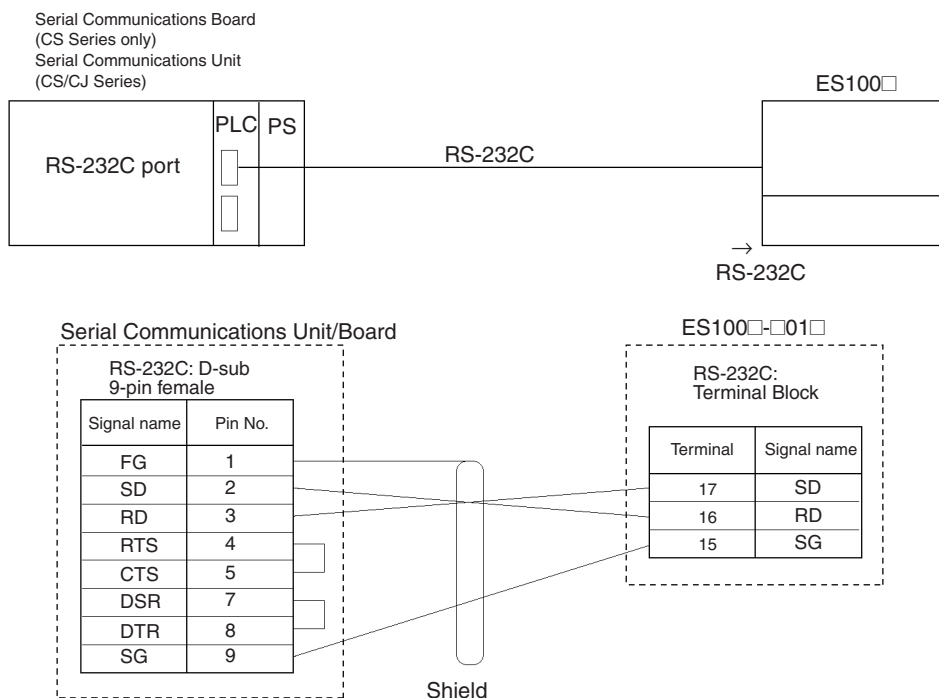 Serial Communications Board
(CS Series only)
Serial Communications Unit
(CS/CJ Series)
ES100□
PLC PS
RS-232C port
RS-232C
→
RS-232C
Serial Communications Unit/Board
RS-232C: D-sub
9-pin female
Signal name Pin No.
FG 1
SD 2
RD 3
RTS 4
CTS 5
DSR 7
DTR 8
SG 9
Shield
ES100□-□01□
RS-232C:
Terminal Block
Terminal Signal name
17 SD
16 RD
15 SG